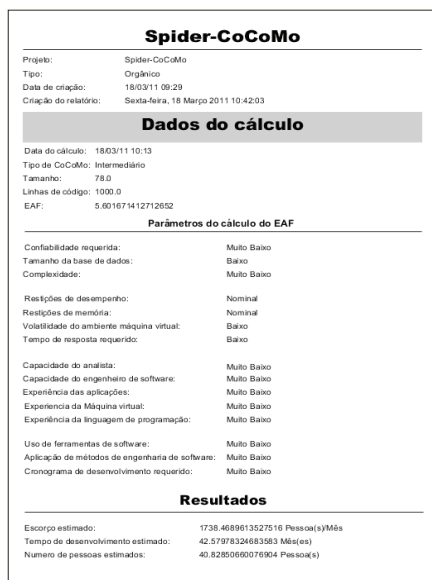 Spider-CoCoMo
Projeto: Spider-CoCoMo
Tipo: Orgânico
Data de criação: 18/03/11 09:29
Criação do relatório: Sexta-feira, 18 Março 2011 10:42:03
Dados do cálculo
Data do cálculo: 18/03/11 10:13
Tipo de CoCoMo: Intermediário
Tamanho: 78.0
Linhas de código: 1000.0
EAF: 5.601671412712652
Parâmetros do cálculo do EAF
Confiabilidade requerida: Muito Baixo
Tamanho da base de dados: Baixo
Complexidade: Muito Baixo
Restições de desempenho: Nominal
Restições de memória: Nominal
Volatilidade do ambiente máquina virtual: Baixo
Tempo de resposta requerido: Baixo
Capacidade do analista: Muito Baixo
Capacidade do engenheiro de software: Muito Baixo
Experiência das aplicações: Muito Baixo
Experiencia da Máquina virtual: Muito Baixo
Experiência da linguagem de programação: Muito Baixo
Uso de ferramentas de software: Muito Baixo
Aplicação de métodos de engenharia de software: Muito Baixo
Cronograma de desenvolvimento requerido: Muito Baixo
Resultados
Escorço estimado: 1738.4689613527516 Pessoa(s)/Mês
Tempo de desenvolvimento estimado: 42.57978324683583 Mês(es)
Numero de pessoas estimados: 40.82850660076904 Pessoa(s)